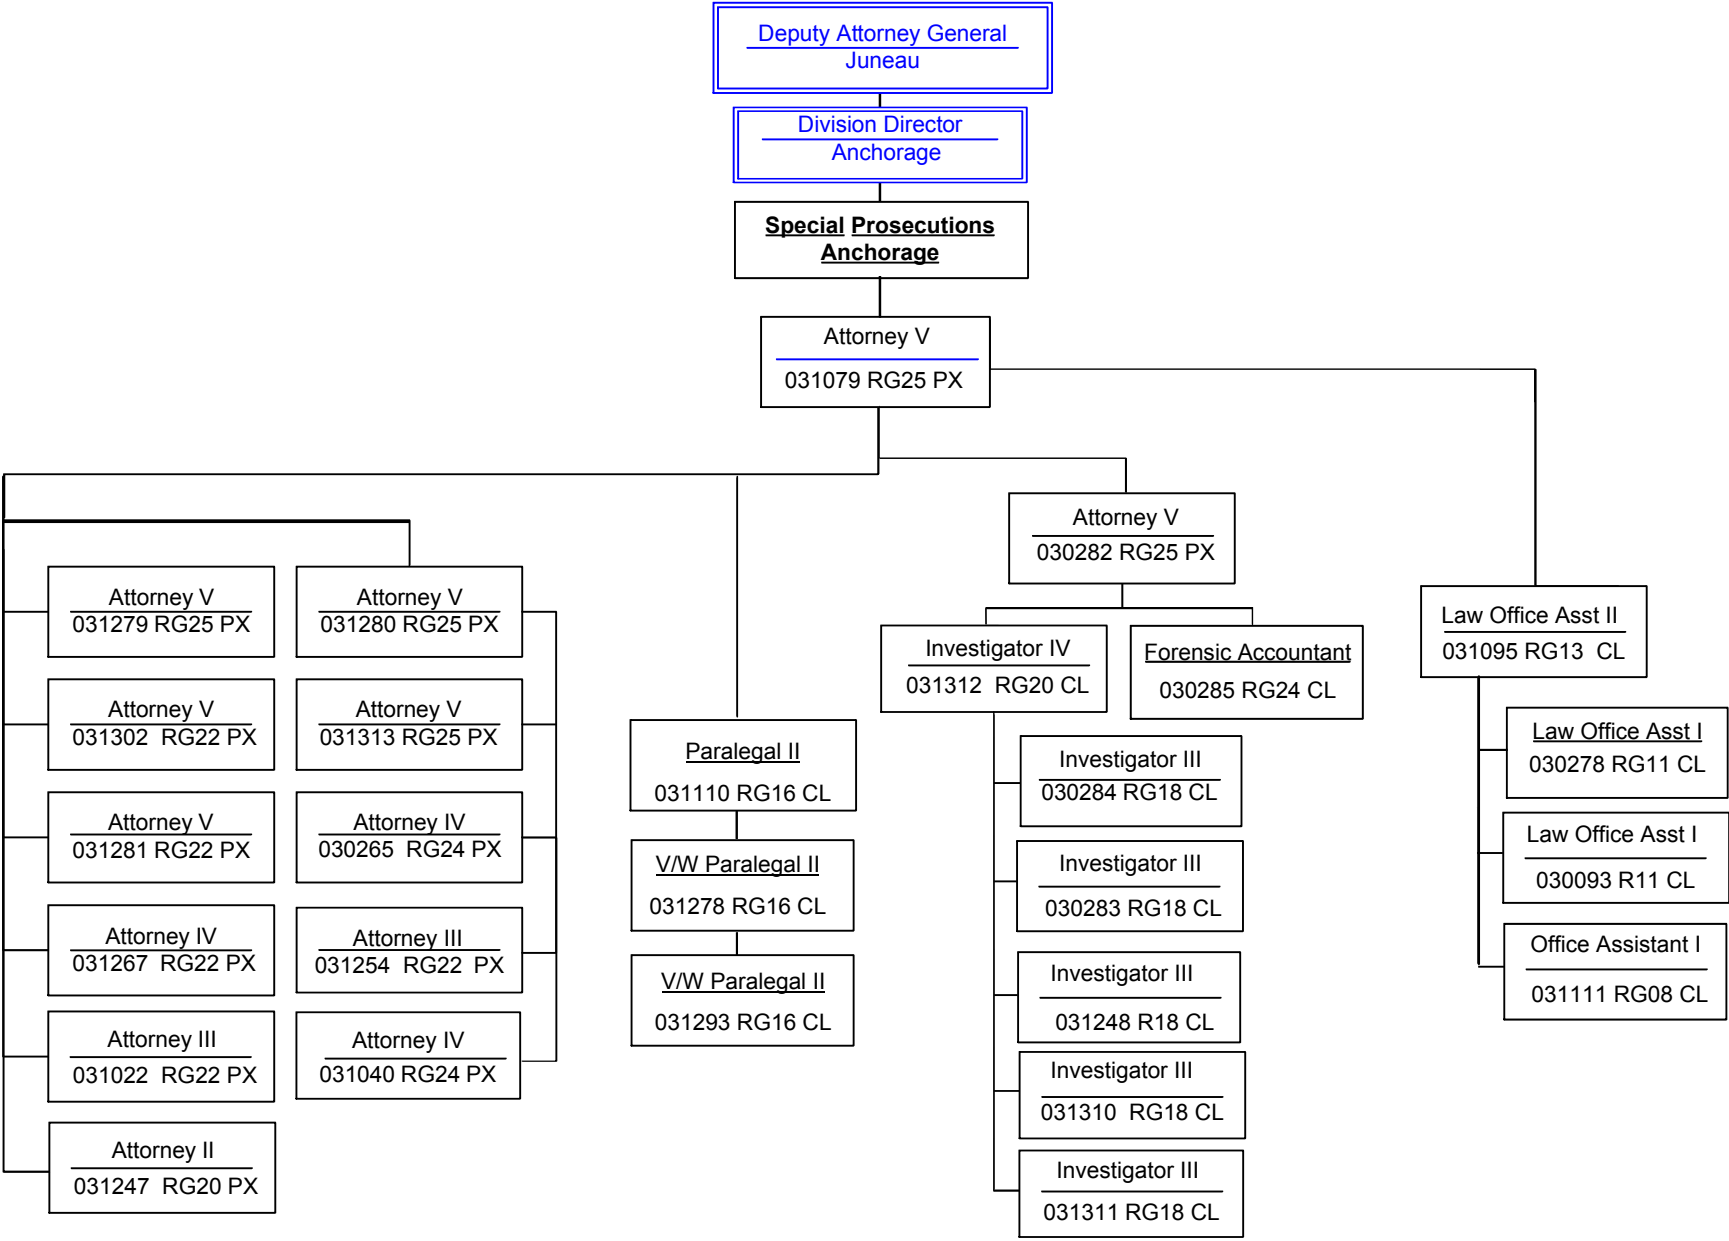 Deputy Attorney General
Juneau
Division Director
Anchorage
Special Prosecutions
Anchorage
Attorney V
031079 RG25 PX
Attorney V
031279 RG25 PX
Attorney V
031302 RG22 PX
Attorney V
031281 RG22 PX
Attorney IV
031267 RG22 PX
Attorney III
031022 RG22 PX
Attorney II
031247 RG20 PX
Attorney V
031280 RG25 PX
Attorney V
031313 RG25 PX
Attorney IV
030265 RG24 PX
Attorney III
031254 RG22 PX
Attorney IV
031040 RG24 PX
Paralegal II
031110 RG16 CL
V/W Paralegal II
031278 RG16 CL
V/W Paralegal II
031293 RG16 CL
Attorney V
030282 RG25 PX
Investigator IV
031312 RG20 CL
Forensic Accountant
030285 RG24 CL
Investigator III
030284 RG18 CL
Investigator III
030283 RG18 CL
Investigator III
031248 R18 CL
Investigator III
031310 RG18 CL
Investigator III
031311 RG18 CL
Law Office Asst II
031095 RG13 CL
Law Office Asst I
030278 RG11 CL
Law Office Asst I
030093 R11 CL
Office Assistant I
031111 RG08 CL